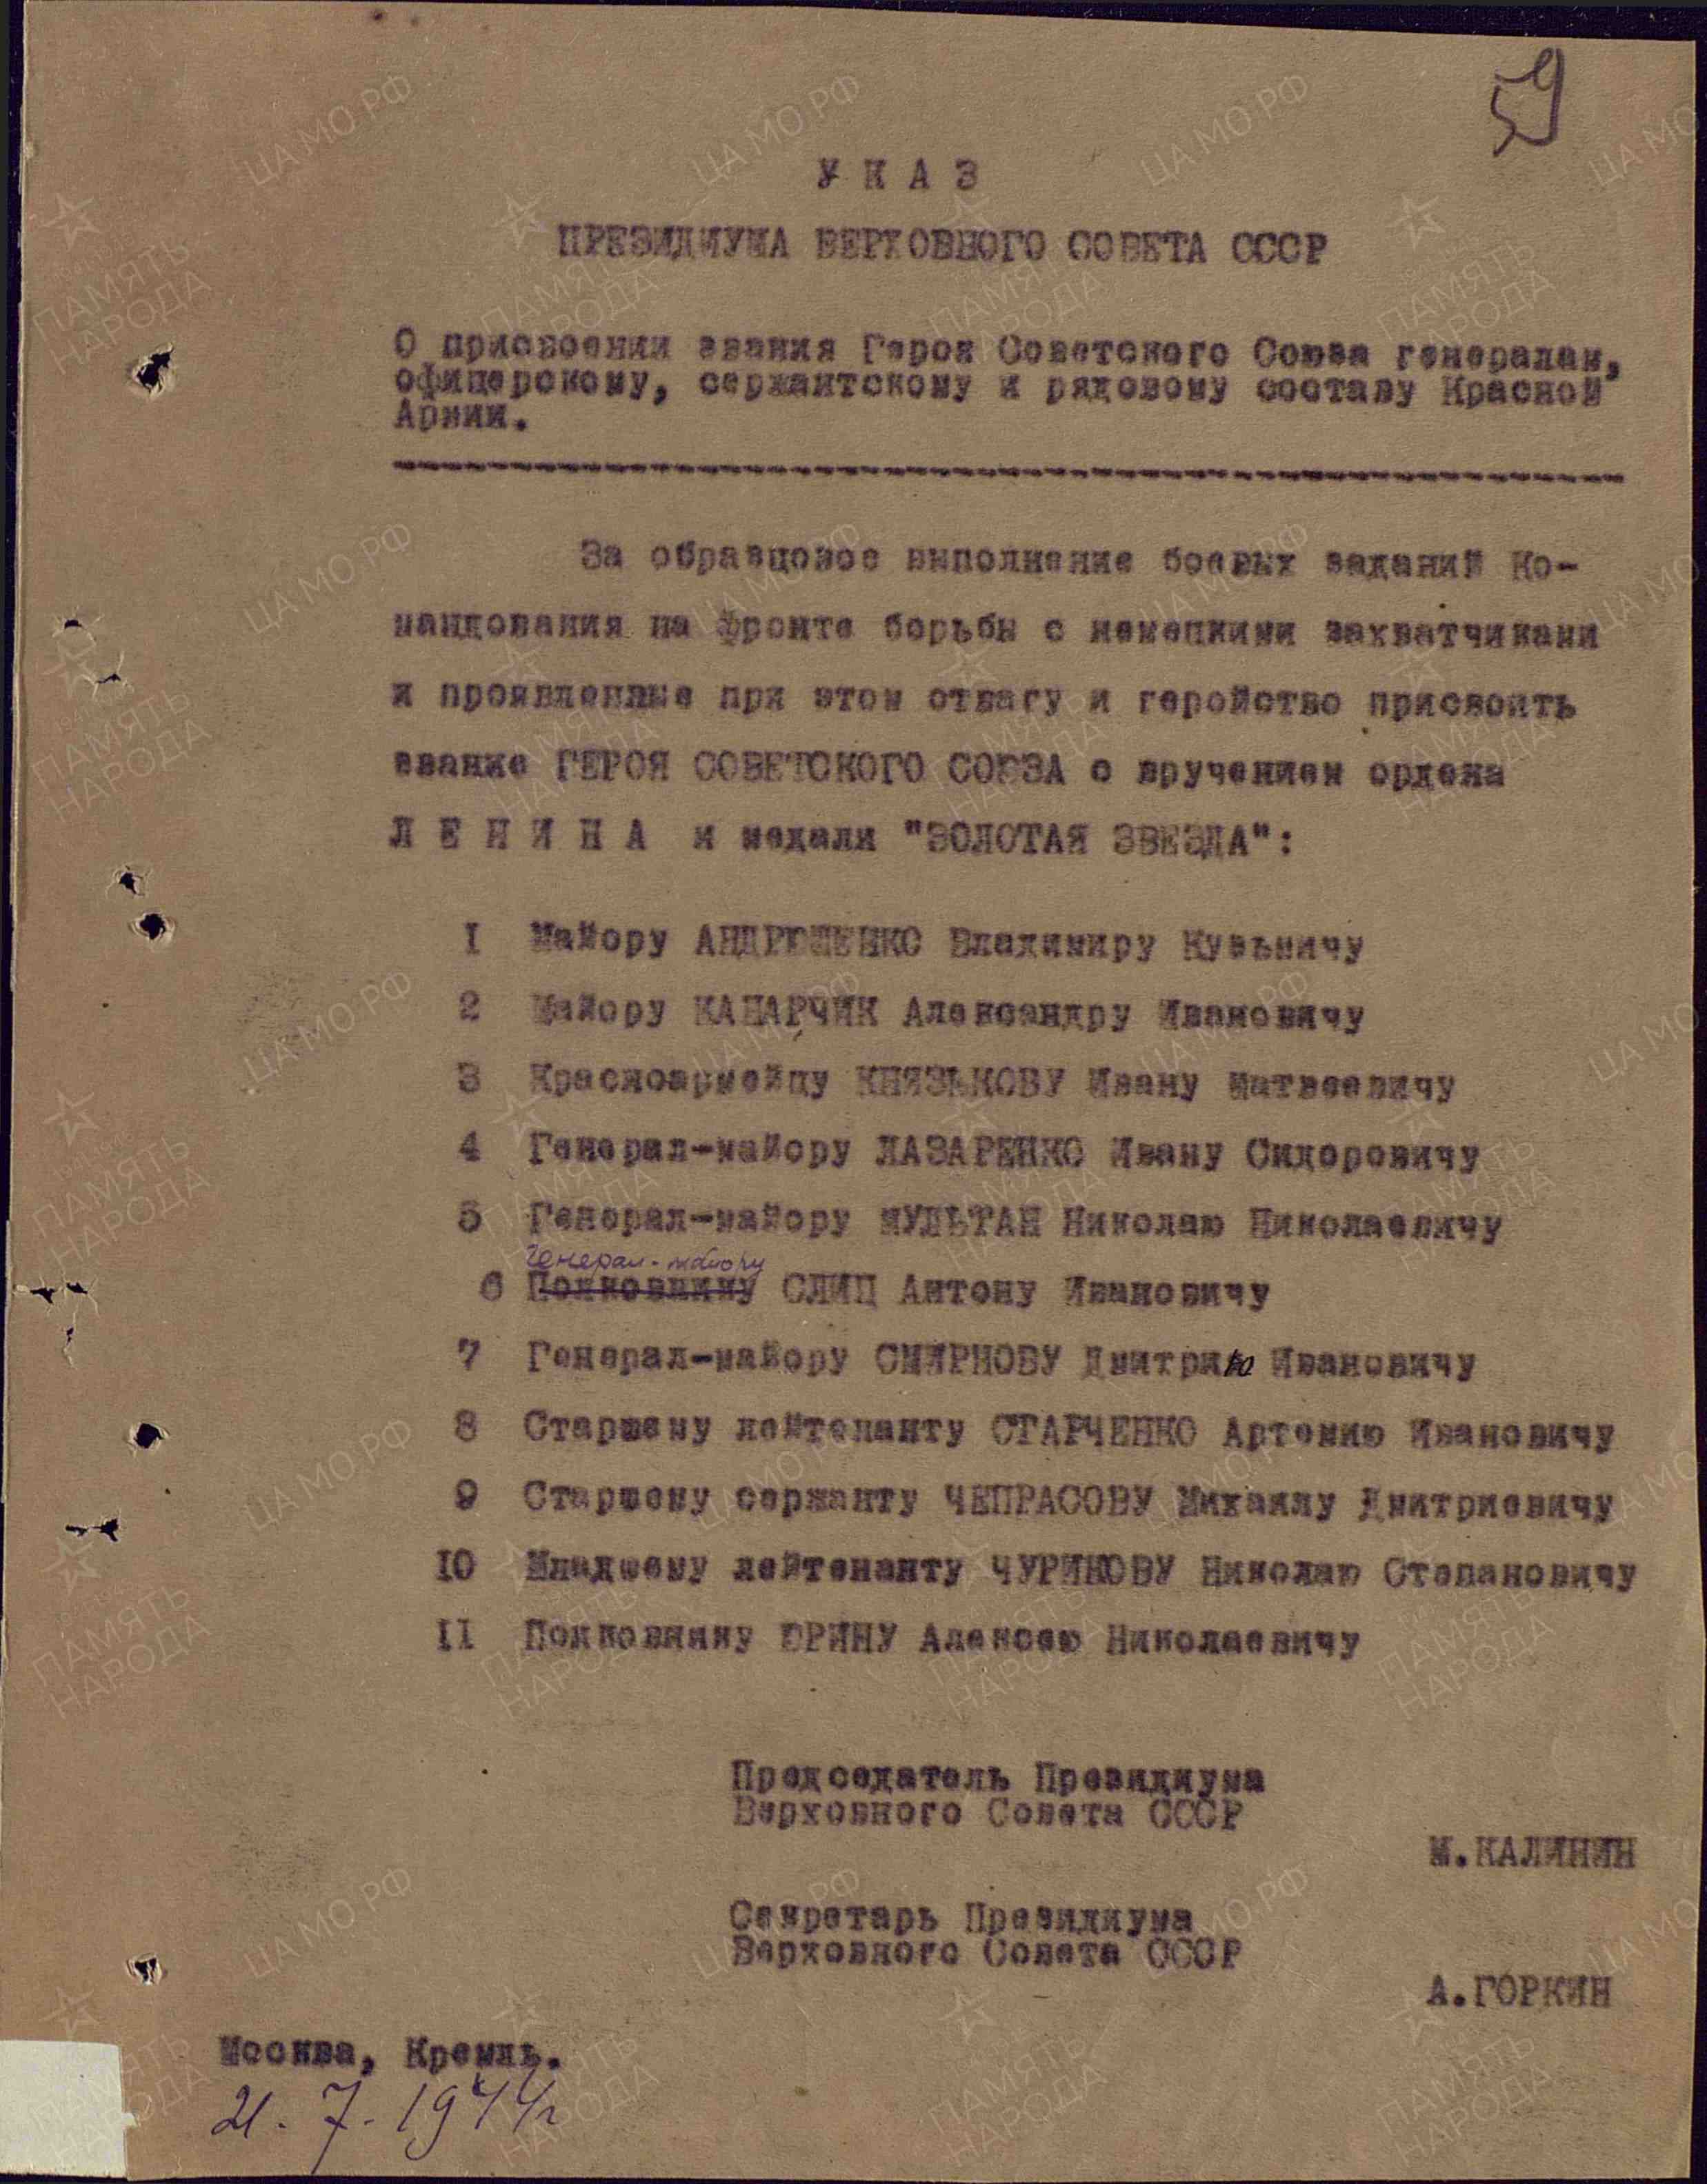 59
У К А З
ПРЕЗИДИУМА ВЕРХОВНОГО СОВЕТА СССР
О присвоении звания Героя Советского Союза генералам,
офицерскому, сержантскому и рядовому составу Красной
Армии.
За образцовое выполнение боевых заданий Ко-
мандования на фронте борьбы с немецкими захватчиками
и проявленные при этом отвагу и геройство присвоить
звание ГЕРОЯ СОВЕТСКОГО СОЮЗА с вручением ордена
Л Е Н И Н А и медали "ЗОЛОТАЯ ЗВЕЗДА":
I Майору АНДРЮЩЕНКО Владимиру Кузьмичу
2 Майору КАНАРЧИК Александру Ивановичу
3 Красноармейцу КНЯЗЬКОВУ Ивану Матвеевичу
4 Генерал-майору ЛАЗАРЕНКО Ивану Сидоровичу
5 Генерал-майору МУЛЬТАН Николаю Николаевичу
Генерал-майору
6 Полковнику СЛИЦ Антону Ивановичу
7 Генерал-майору СМИРНОВУ Дмитрию Ивановичу
8 Старшему лейтенанту СТАРЧЕНКО Артемию Ивановичу
9 Старшему сержанту ЧЕПРАСОВУ Михаилу Дмитриевичу
10 Младшему лейтенанту ЧУРИКОВУ Николаю Степановичу
II Полковнику ЮРИНУ Алексею Николаевичу
Председатель Президиума
Верховного Совета СССР
М.КАЛИНИН
Секретарь Президиума
Верховного Совета СССР
А.ГОРКИН
Москва, Кремль.
21. 7. 1944г